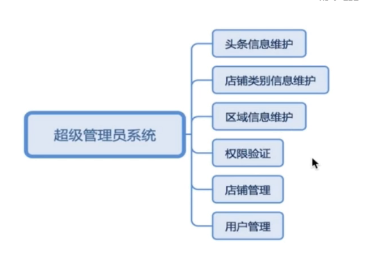 头条信息维护
店铺类别信息维护
区域信息维护
超级管理员系统
权限验证
店铺管理
用户管理